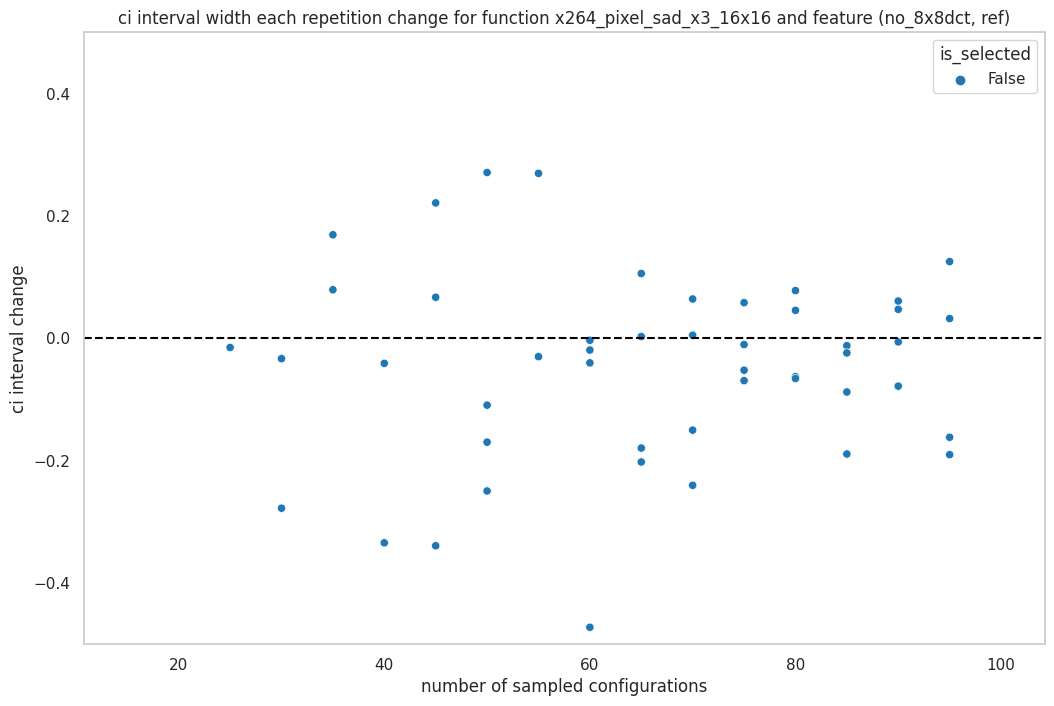 ci interval width each repetition change for function x264_pixel_sad_x3_16x16 and feature (no_8x8dct, ref)
is_selected
False
ci interval change
0.4
0.2
0.0
−0.2
−0.4
20
40
60
80
100
number of sampled configurations